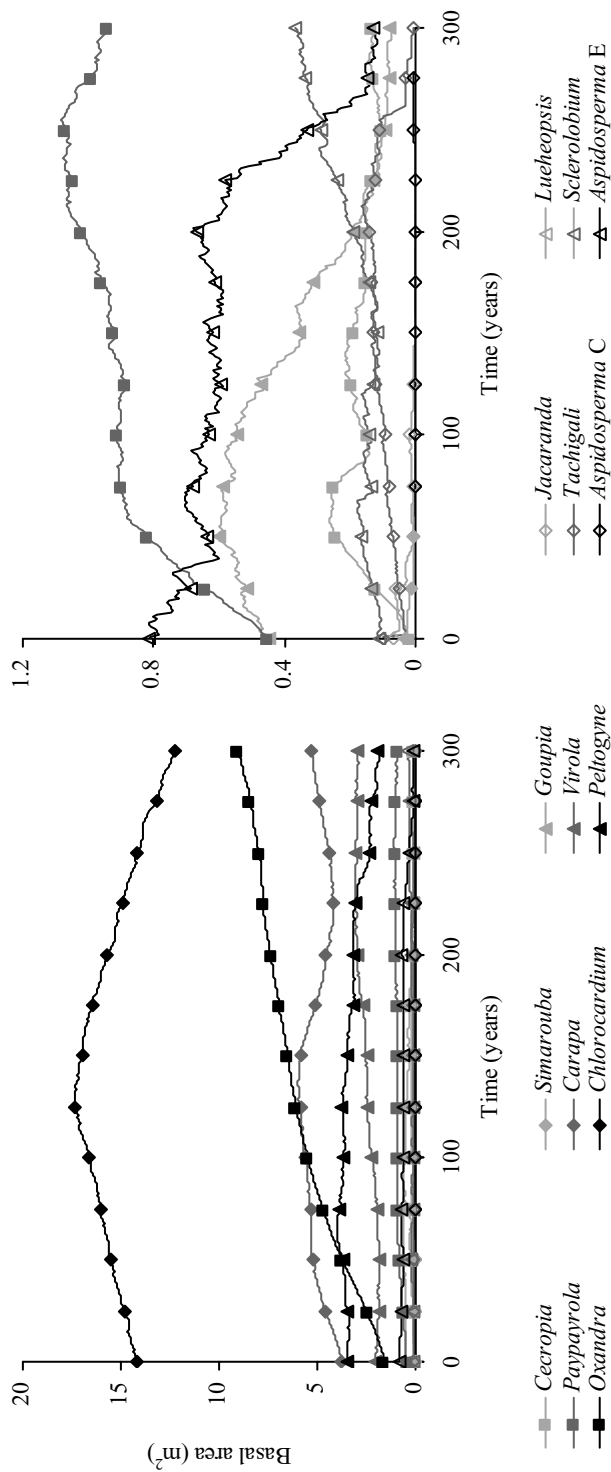 Basal area (m²)
20
15
10
5
0
0
100
200
300
Time (years)
1.2
0.8
0.4
0
0
100
200
300
Time (years)
Cecropia
Paypayrola
Oxandra
Simarouba
Carapa
Chlorocardium
Goupia
Virola
Peltogyne
Jacaranda
Tachigali
Aspidosperma C
Lueheopsis
Sclerolobium
Aspidosperma E